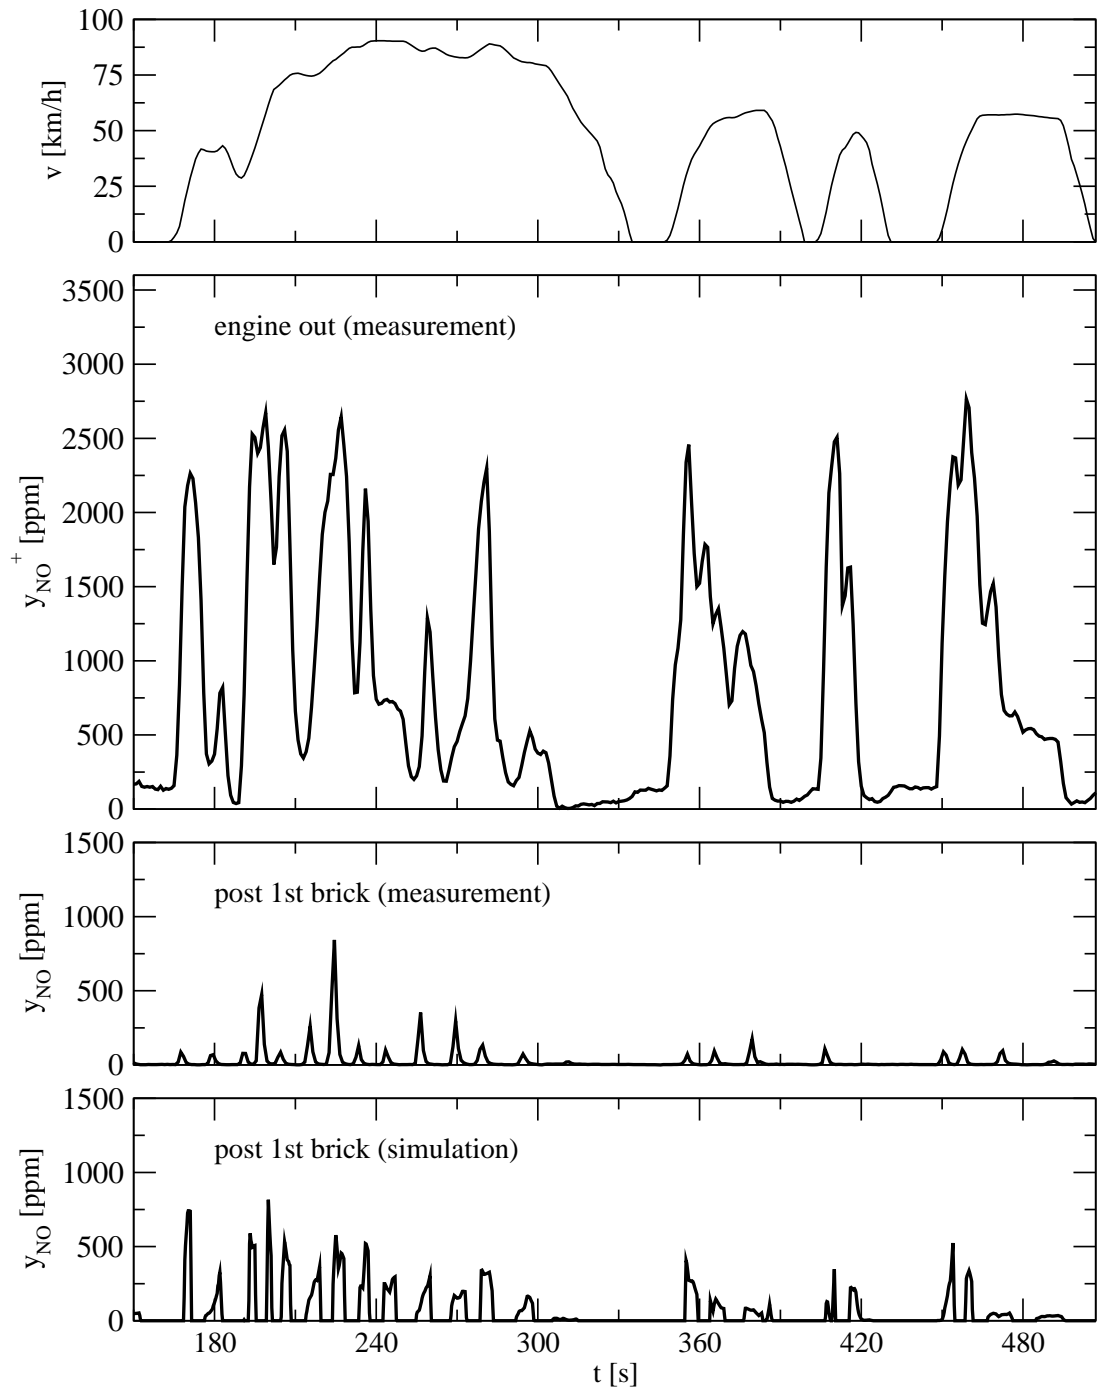 100
75
50
25
0
v [km/h]
3500
3000
2500
2000
1500
1000
500
0
y_NO^+ [ppm]
engine out (measurement)
1500
1000
500
0
y_NO [ppm]
post 1st brick (measurement)
1500
1000
500
0
y_NO [ppm]
post 1st brick (simulation)
180 240 300 360 420 480
t [s]